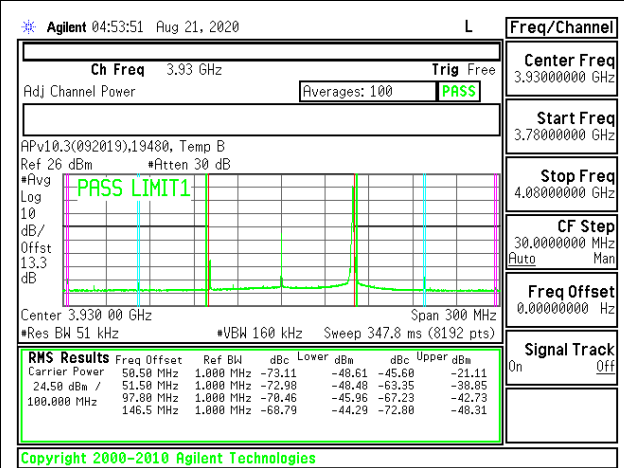 Agilent 04:53:51 Aug 21, 2020 L Freq/Channel
Ch Freq 3.93 GHz Trig Free
Adj Channel Power Averages: 100 PASS
APv10.3(092019),19480, Temp B
Ref 26 dBm #Atten 30 dB
#Avg
Log
10
dB/
Offst
13.3
dB
PASS LIMIT1
Center 3.930 00 GHz Span 300 MHz
#Res BW 51 kHz #VBW 160 kHz Sweep 347.8 ms (8192 pts)
RMS Results Freq Offset Ref BW dBc Lower dBm dBc Upper dBm
Carrier Power 50.50 MHz 1.000 MHz -73.11 -48.61 -45.60 -21.11
24.50 dBm / 51.50 MHz 1.000 MHz -72.98 -48.48 -63.35 -38.85
100.000 MHz 97.80 MHz 1.000 MHz -70.46 -45.96 -67.23 -42.73
146.5 MHz 1.000 MHz -68.79 -44.29 -72.80 -48.31
Copyright 2000-2010 Agilent Technologies
Center Freq
3.93000000 GHz
Start Freq
3.78000000 GHz
Stop Freq
4.08000000 GHz
CF Step
30.0000000 MHz
Auto Man
Freq Offset
0.00000000 Hz
Signal Track
On Off